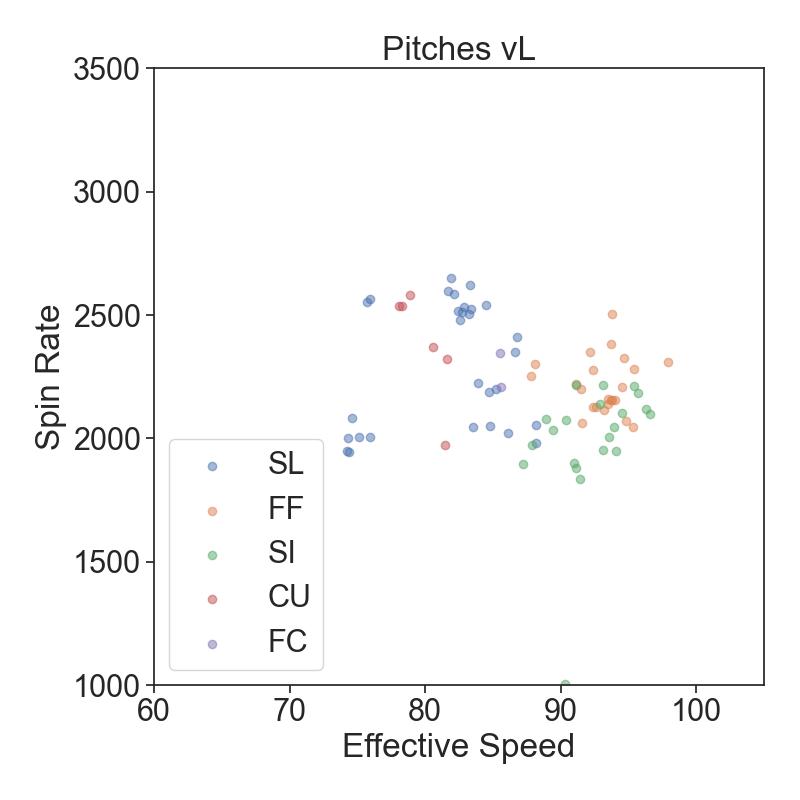 Pitches vL
3500
3000
2500
2000
1500
1000
Spin Rate
SL
FF
SI
CU
FC
60 70 80 90 100
Effective Speed